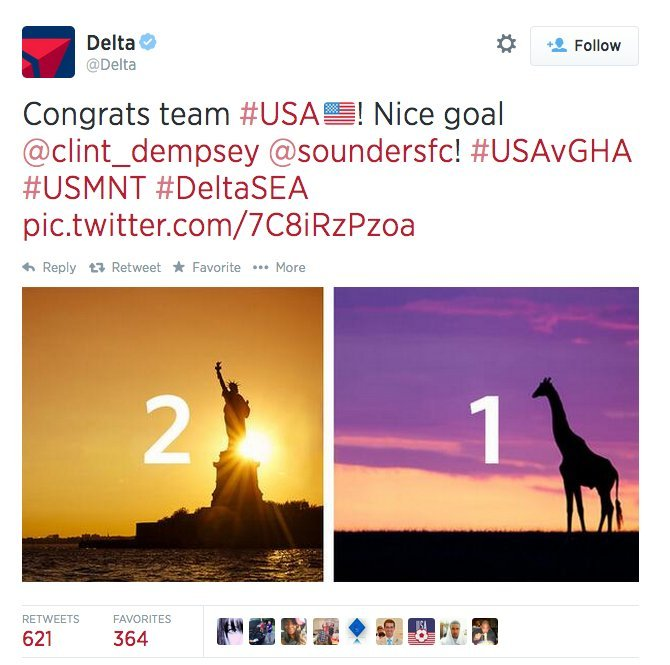 Delta
@Delta
Follow
Congrats team #USA🇺🇸! Nice goal
@clint_dempsey @soundersfc! #USAvGHA
#USMNT #DeltaSEA
pic.twitter.com/7C8iRzPzoa
Reply Retweet Favorite ••• More
2
1
RETWEETS FAVORITES
621 364
USA